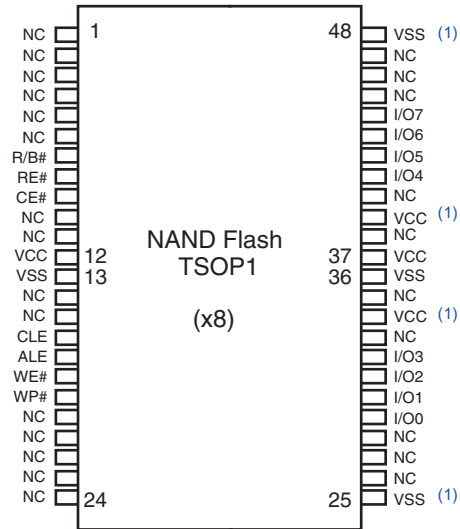 NC 1 48 VSS (1)
NC NC
NC NC
NC NC
NC I/O7
NC I/O6
R/B# I/O5
RE# I/O4
CE# NC
NC VCC (1)
NC NC
VCC 12 NAND Flash 37 VCC
VSS 13 TSOP1 36 VSS
NC NC
NC (x8) VCC (1)
CLE NC
ALE I/O3
WE# I/O2
WP# I/O1
NC I/O0
NC NC
NC NC
NC NC
NC 24 25 VSS (1)